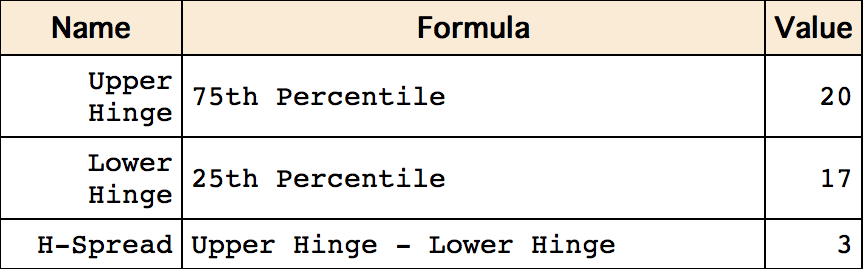 Name Formula Value
Upper
Hinge 75th Percentile 20
Lower
Hinge 25th Percentile 17
H-Spread Upper Hinge - Lower Hinge 3